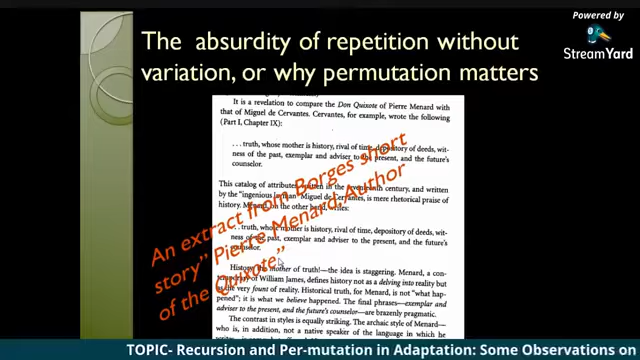 Powered by
StreamYard
The absurdity of repetition without
variation, or why permutation matters
It is a revelation to compare the Don Quixote of Pierre Menard with
that of Miguel de Cervantes. Cervantes, for example, wrote the following
(Part I, Chapter IX):
. . . truth, whose mother is history, rival of time, depository of deeds, wit-
ness of the past, exemplar and adviser to the present, and the future's
counselor.
This catalog of attributes, written in the seventeenth century, and written
by the "ingenious Miguel de Cervantes, is mere rhetorical praise of
history. Menard, on the other hand, writes:
. . . truth, whose mother is history, rival of time, depository of deeds, wit-
ness of the past, exemplar and adviser to the present, and the future's
counselor.
History, the mother of truth!—the idea is staggering. Menard, a con-
temporary of William James, defines history not as a delving into reality but
as the very fount of reality. Historical truth, for Menard, is not "what hap-
pened"; it is what we believe happened. The final phrases—exemplar and
adviser to the present, and the future's counselor—are brazenly pragmatic.
The contrast in styles is equally striking. The archaic style of Menard—
who is, in addition, not a native speaker of the language in which he
An extract from Borges short
story" Pierre Menard, Author
of the Quixote"
TOPIC- Recursion and Per-mutation in Adaptation: Some Observations on